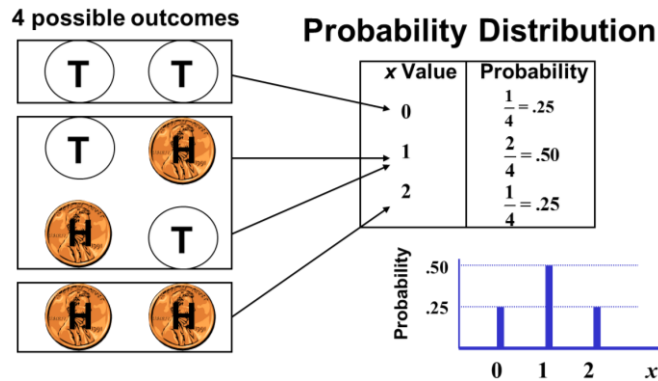 4 possible outcomes
Probability Distribution
T T
T H
H T
H H
x Value Probability
0 1/4 = .25
1 2/4 = .50
2 1/4 = .25
Probability
.50
.25
0 1 2 x